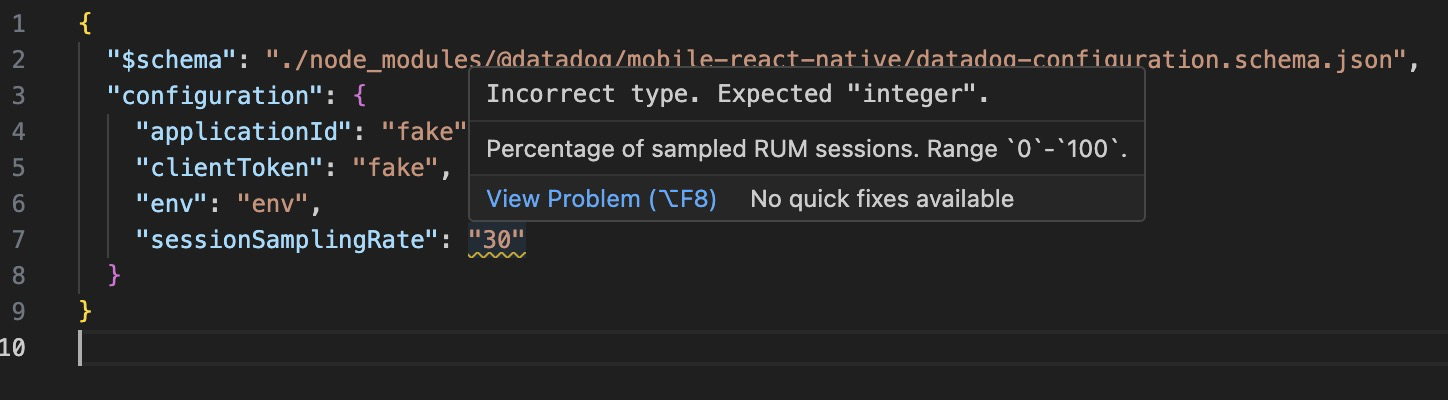 1 {
2 "$schema": "./node_modules/@datadog/mobile-react-native/datadog-configuration.schema.json",
3 "configuration": {
4 "applicationId": "fake"
5 "clientToken": "fake",
6 "env": "env",
7 "sessionSamplingRate": "30"
8 }
9 }
10
Incorrect type. Expected "integer".
Percentage of sampled RUM sessions. Range `0`-`100`.
View Problem (⌥F8) No quick fixes available